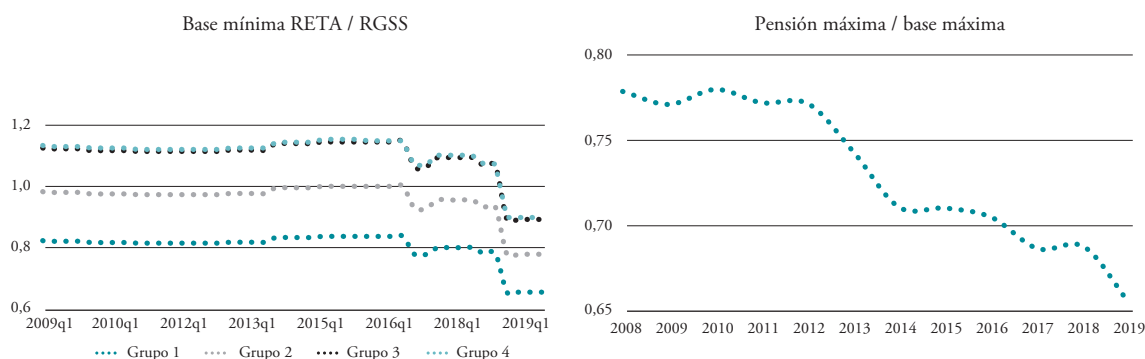 Base mínima RETA / RGSS
1,2
1,0
0,8
0,6
2009q1 2010q1 2012q1 2013q1 2015q1 2016q1 2018q1 2019q1
Grupo 1 Grupo 2 Grupo 3 Grupo 4
Pensión máxima / base máxima
0,80
0,75
0,70
0,65
2008 2009 2010 2011 2012 2013 2014 2015 2016 2017 2018 2019